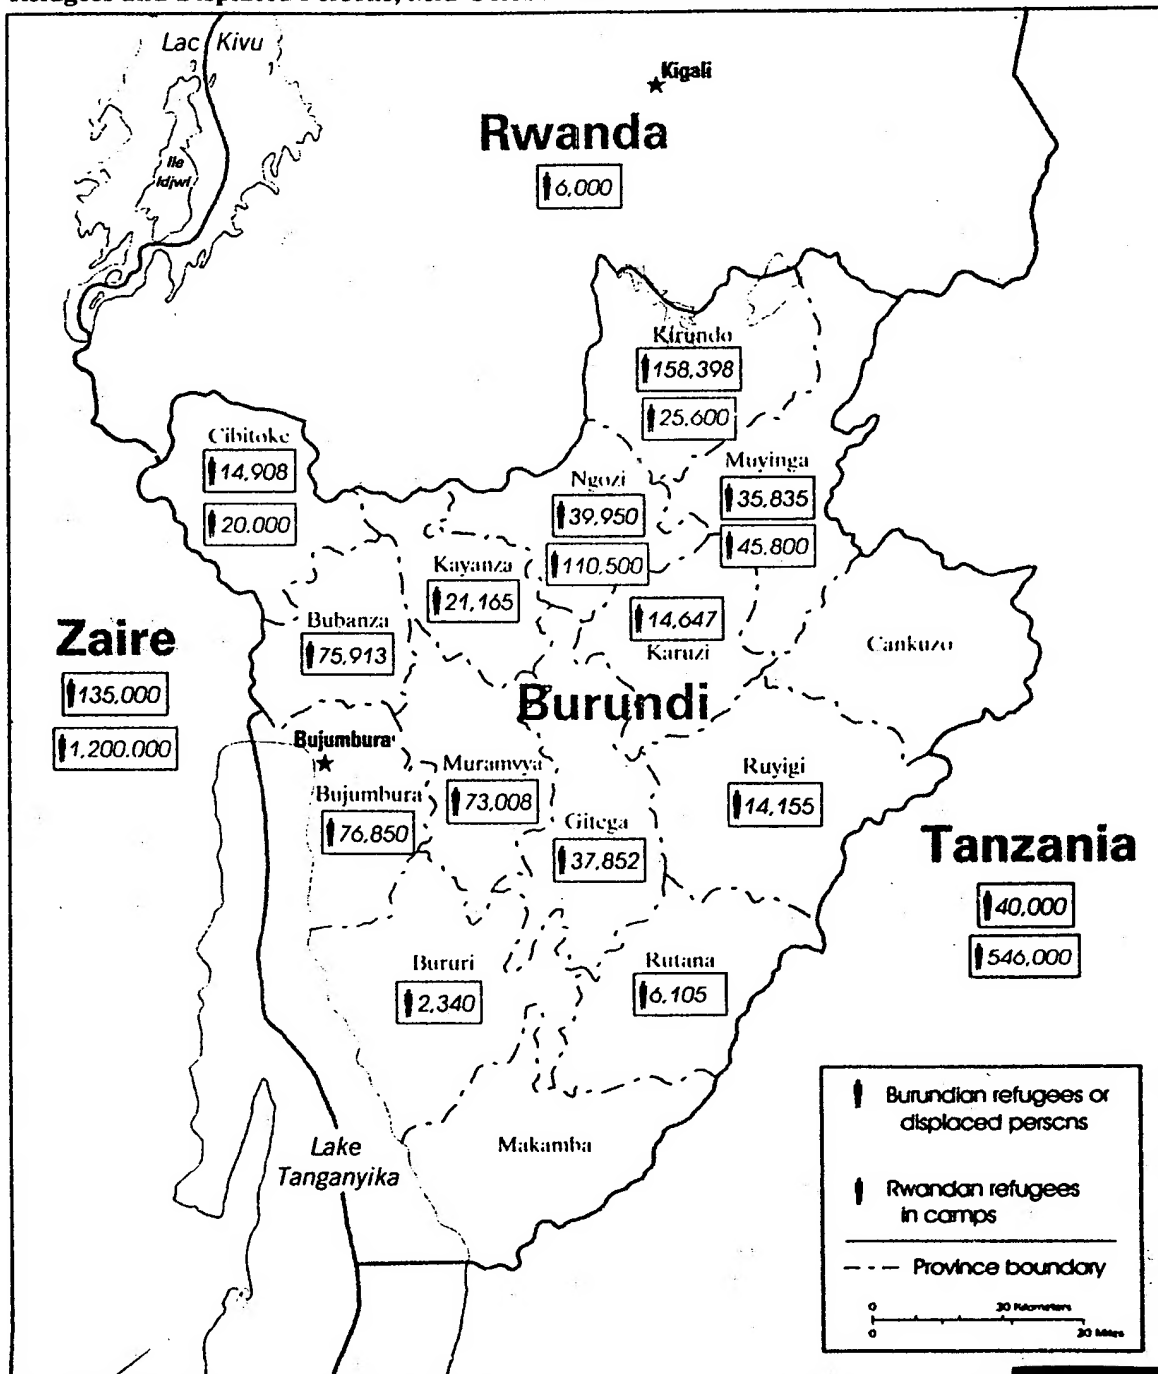 Lac Kivu
Kigali
Rwanda
6,000
Ile
Idjwi
Kirundo
158,398
25,600
Cibitoke
14,908
20.000
Ngozi
39,950
110,500
Muyinga
35,835
45.800
Kayanza
21,165
14,647
Karuzi
Cankuzo
Bubanza
75,913
Zaire
135,000
1,200.000
Burundi
Bujumbura
Bujumbura
76,850
Muramvya
73,008
Gitega
37,852
Ruyigi
14,155
Tanzania
40,000
546,000
Bururi
2,340
Rutana
6,105
Makamba
Lake
Tanganyika
Burundian refugees or
displaced persons
Rwandan refugees
in camps
Province boundary
0 30 Kilometers
0 30 Miles